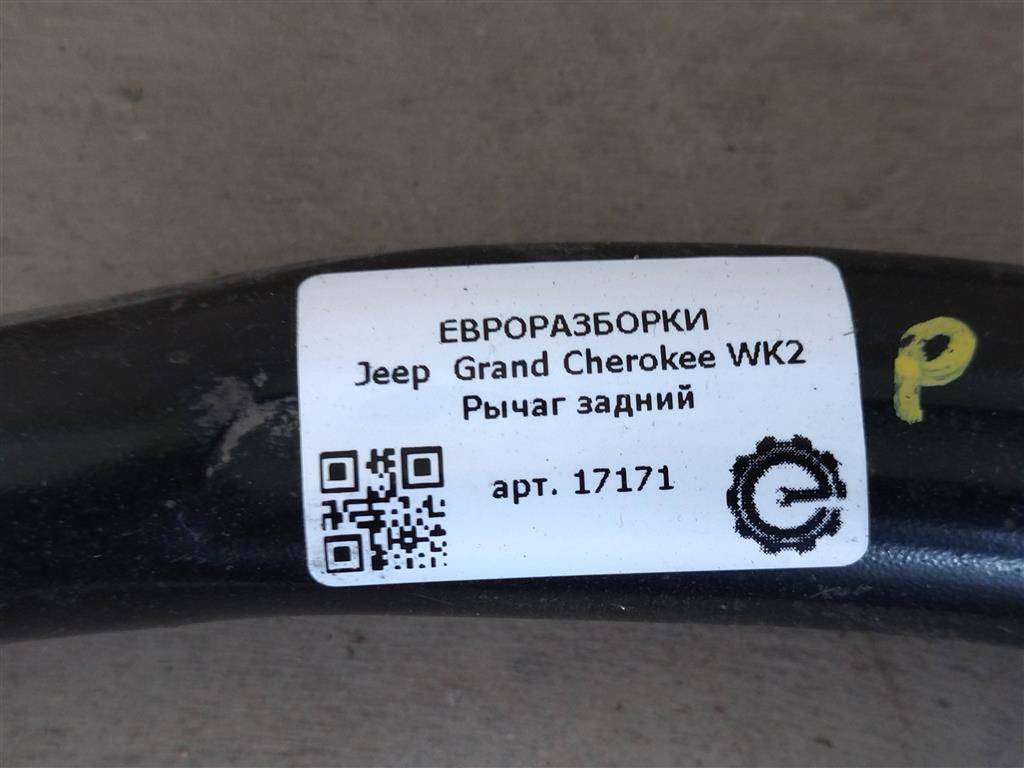 ЕВРОРАЗБОРКИ
Jeep Grand Cherokee WK2
Рычаг задний
арт. 17171
P